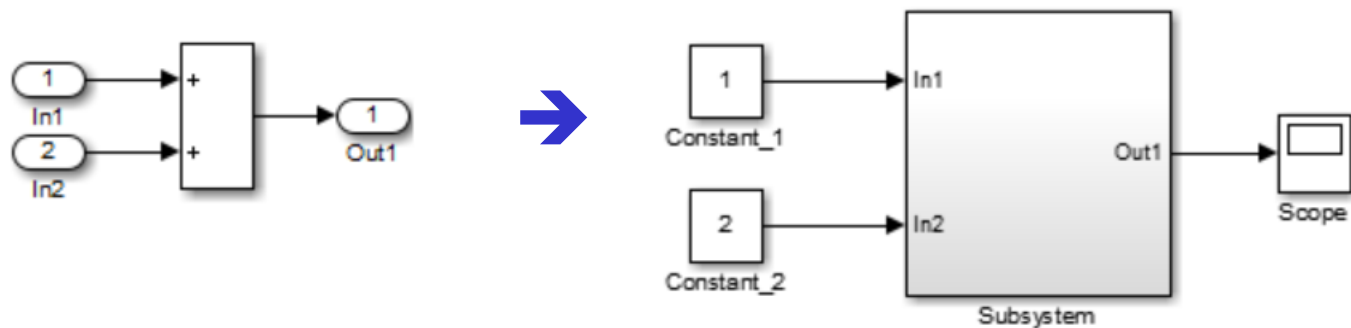 1
+
In1
2
+
In2
1
Out1
1
Constant_1
2
Constant_2
In1
In2
Out1
Subsystem
Scope